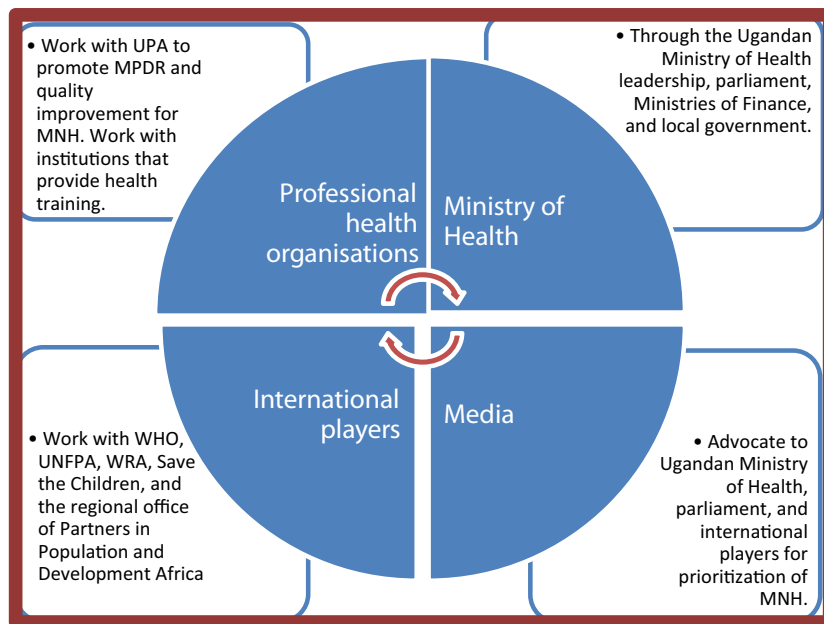 • Work with UPA to
promote MPDR and
quality
improvement for
MNH. Work with
institutions that
provide health
training.
• Through the Ugandan
Ministry of Health
leadership, parliament,
Ministries of Finance,
and local government.
Professional
health
organisations
Ministry of
Health
International
players
Media
• Work with WHO,
UNFPA, WRA, Save
the Children, and
the regional office
of Partners in
Population and
Development Africa
• Advocate to
Ugandan Ministry
of Health,
parliament, and
international
players for
prioritization of
MNH.